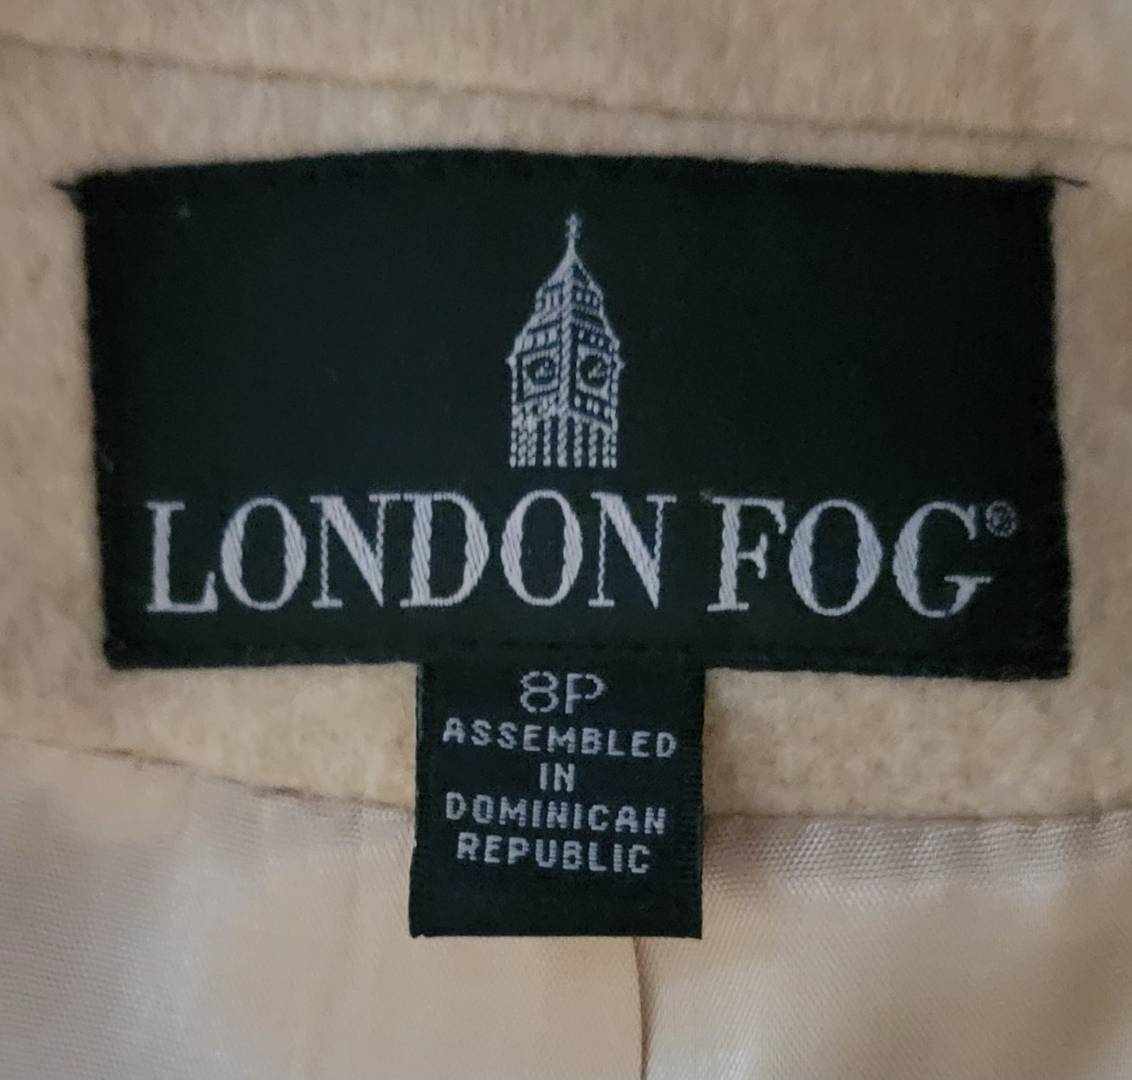 LONDON FOG®
8P
ASSEMBLED
IN
DOMINICAN
REPUBLIC